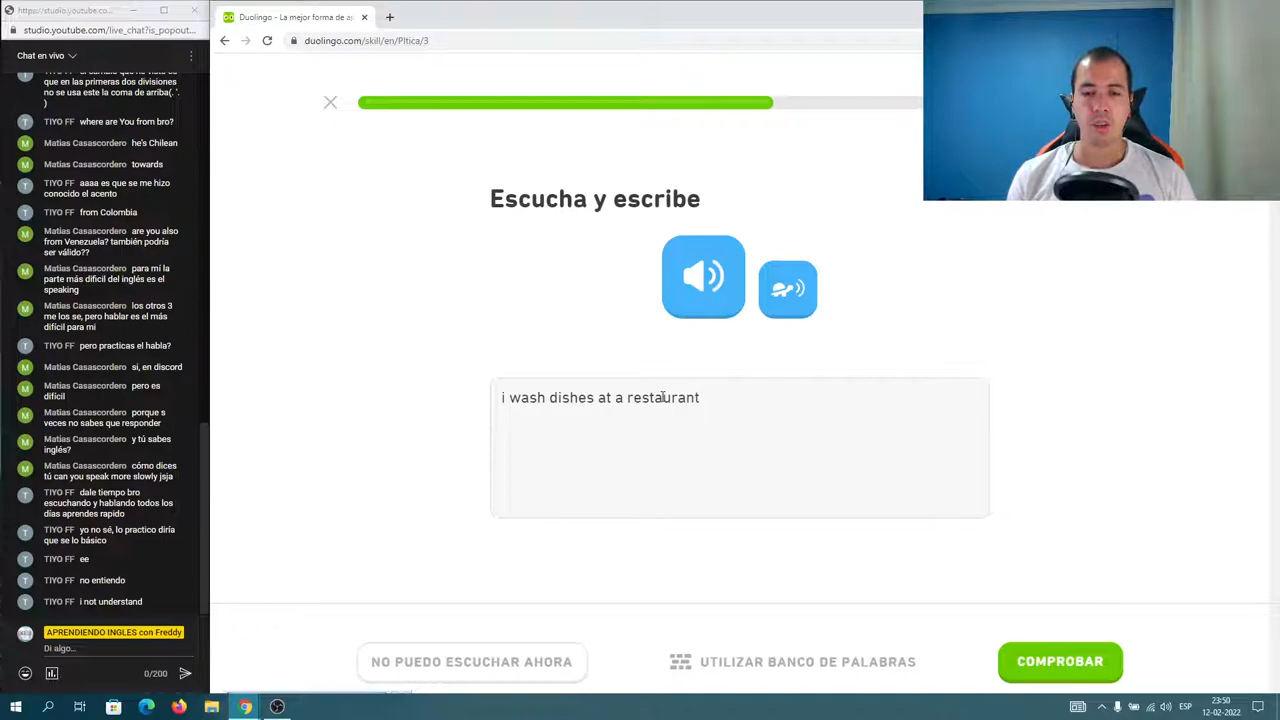 https://studio.youtube.co...
studio.youtube.com/live_chat?is_popout...
Chat en vivo
que en las primeras dos divisiones
no se usa este la coma de arriba(. '.
)
TIYO FF where are You from bro?
Matias Casascordero he's Chilean
Matias Casascordero towards
TIYO FF aaaa es que se me hizo
conocido el acento
TIYO FF from Colombia
Matias Casascordero are you also
from Venezuela? también podría
ser válido??
Matias Casascordero para mí la
parte más dificil del inglés es el
speaking
Matias Casascordero los otros 3
me los se, pero hablar es el más
difícil para mi
TIYO FF pero practicas el habla?
Matias Casascordero si, en discord
Matias Casascordero pero es
difícil
Matias Casascordero porque s
veces no sabes que responder
Matias Casascordero y tú sabes
inglés?
Matias Casascordero cómo dices
tú can you speak more slowly jsja
TIYO FF dale tiempo bro
escuchando y hablando todos los
días aprendes rapido
TIYO FF yo no sé, lo practico diría
que se lo básico
TIYO FF ee
TIYO FF no entiendo
TIYO FF i not understand
APRENDIENDO INGLES con Freddy
Di algo...
0/200
Duolingo - La mejor forma de a
duolingo.com/skill/en/Pltica/3
Escucha y escribe
i wash dishes at a restaurant
NO PUEDO ESCUCHAR AHORA
UTILIZAR BANCO DE PALABRAS
COMPROBAR
ESP
23:50
12-02-2022